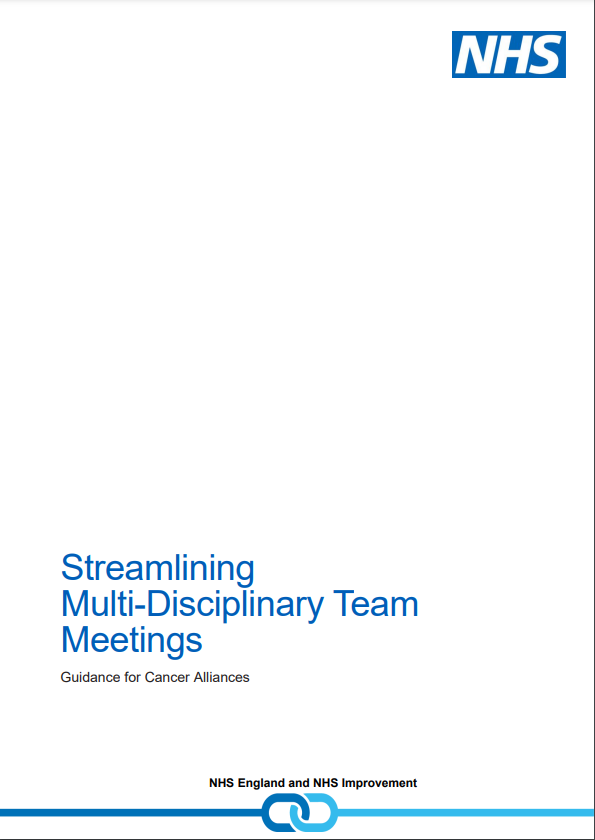 NHS
Streamlining
Multi-Disciplinary Team
Meetings
Guidance for Cancer Alliances
NHS England and NHS Improvement